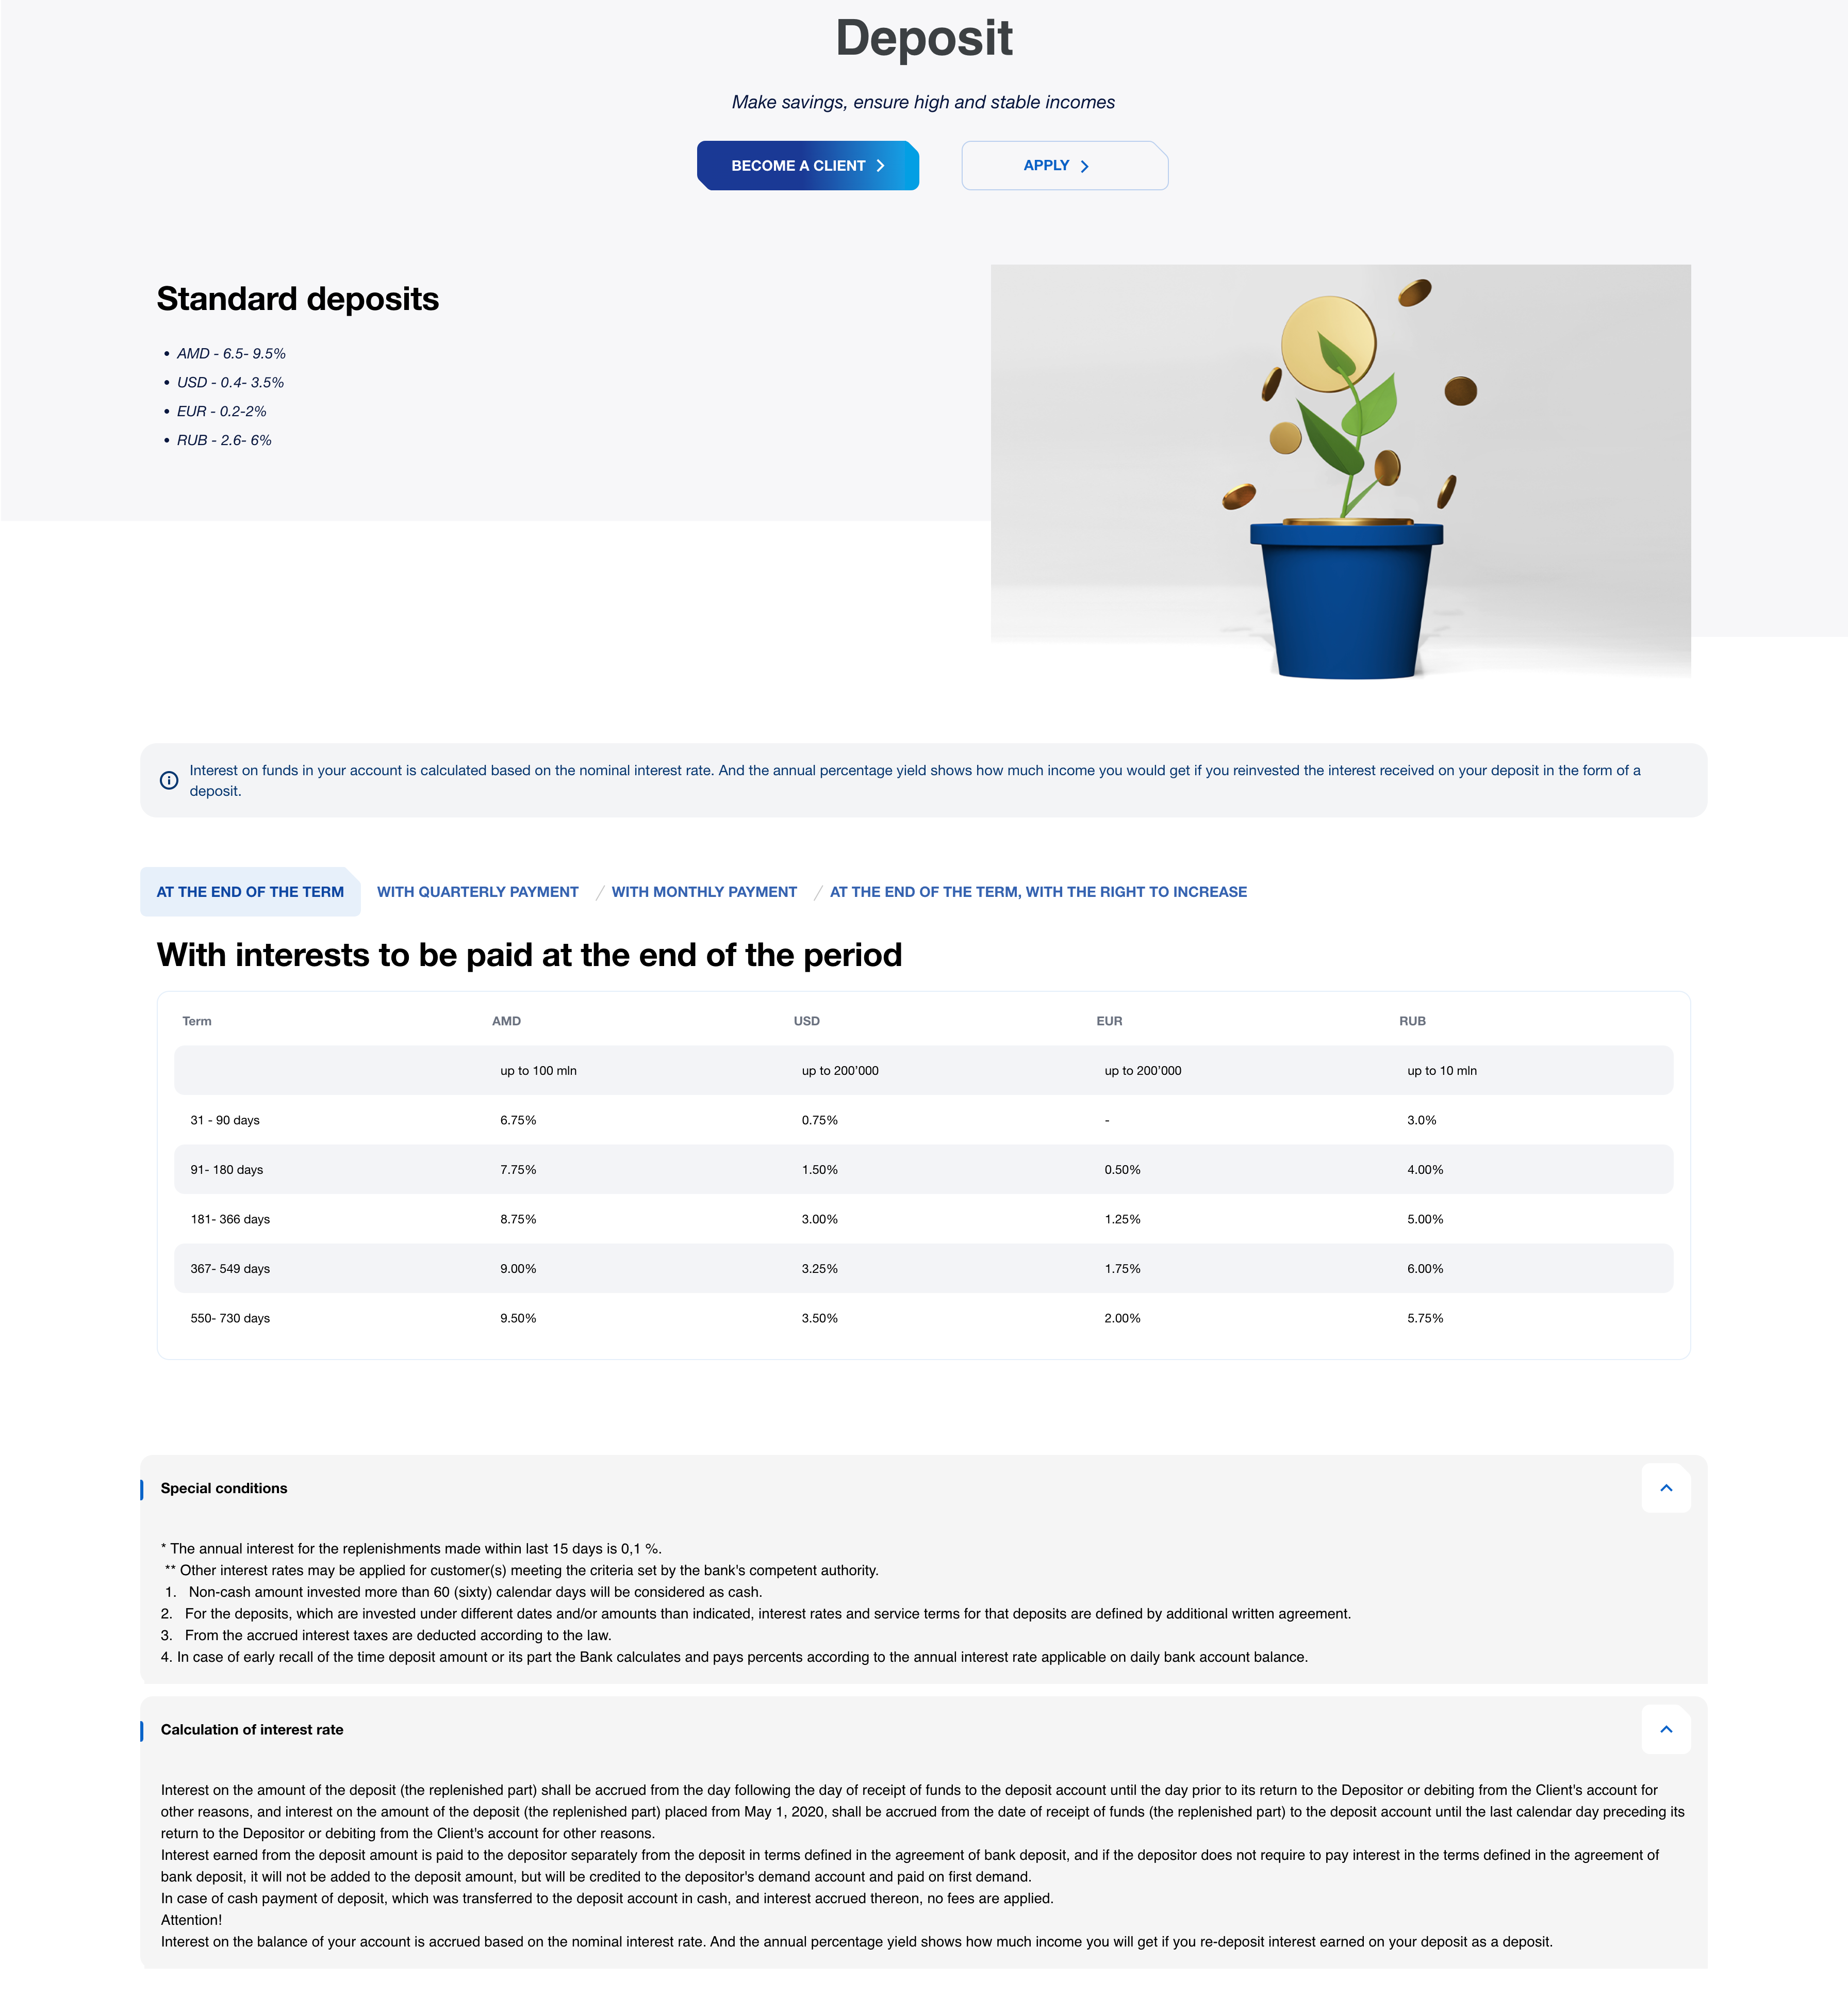 Deposit
Make savings, ensure high and stable incomes
BECOME A CLIENT
APPLY
Standard deposits
• AMD - 6.5- 9.5%
• USD - 0.4- 3.5%
• EUR - 0.2-2%
• RUB - 2.6- 6%
Interest on funds in your account is calculated based on the nominal interest rate. And the annual percentage yield shows how much income you would get if you reinvested the interest received on your deposit in the form of a
deposit.
AT THE END OF THE TERM WITH QUARTERLY PAYMENT / WITH MONTHLY PAYMENT / AT THE END OF THE TERM, WITH THE RIGHT TO INCREASE
With interests to be paid at the end of the period
Term AMD USD EUR RUB
up to 100 mln up to 200’000 up to 200’000 up to 10 mln
31 - 90 days 6.75% 0.75% - 3.0%
91- 180 days 7.75% 1.50% 0.50% 4.00%
181- 366 days 8.75% 3.00% 1.25% 5.00%
367- 549 days 9.00% 3.25% 1.75% 6.00%
550- 730 days 9.50% 3.50% 2.00% 5.75%
Special conditions
* The annual interest for the replenishments made within last 15 days is 0,1 %.
** Other interest rates may be applied for customer(s) meeting the criteria set by the bank's competent authority.
1. Non-cash amount invested more than 60 (sixty) calendar days will be considered as cash.
2. For the deposits, which are invested under different dates and/or amounts than indicated, interest rates and service terms for that deposits are defined by additional written agreement.
3. From the accrued interest taxes are deducted according to the law.
4. In case of early recall of the time deposit amount or its part the Bank calculates and pays percents according to the annual interest rate applicable on daily bank account balance.
Calculation of interest rate
Interest on the amount of the deposit (the replenished part) shall be accrued from the day following the day of receipt of funds to the deposit account until the day prior to its return to the Depositor or debiting from the Client's account for
other reasons, and interest on the amount of the deposit (the replenished part) placed from May 1, 2020, shall be accrued from the date of receipt of funds (the replenished part) to the deposit account until the last calendar day preceding its
return to the Depositor or debiting from the Client's account for other reasons.
Interest earned from the deposit amount is paid to the depositor separately from the deposit in terms defined in the agreement of bank deposit, and if the depositor does not require to pay interest in the terms defined in the agreement of
bank deposit, it will not be added to the deposit amount, but will be credited to the depositor's demand account and paid on first demand.
In case of cash payment of deposit, which was transferred to the deposit account in cash, and interest accrued thereon, no fees are applied.
Attention!
Interest on the balance of your account is accrued based on the nominal interest rate. And the annual percentage yield shows how much income you will get if you re-deposit interest earned on your deposit as a deposit.